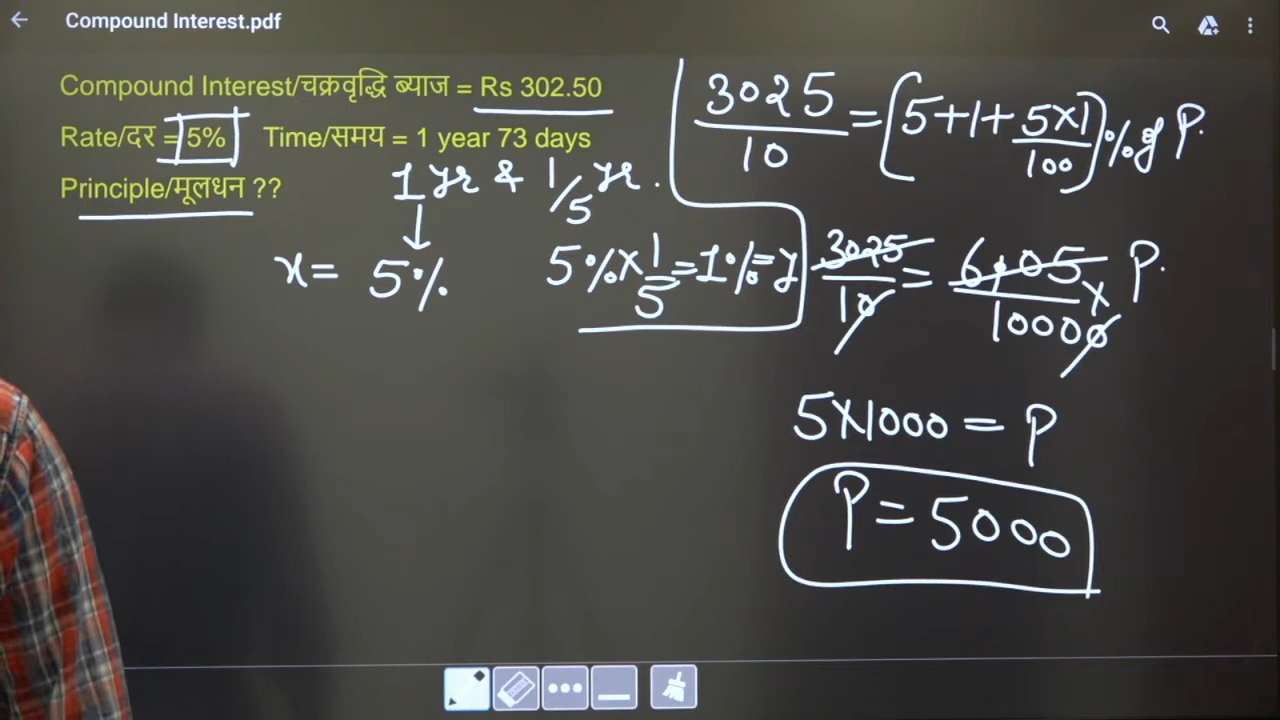 Compound Interest.pdf
Compound Interest/चक्रवृद्धि ब्याज = Rs 302.50
Rate/दर = 5% Time/समय = 1 year 73 days
Principle/मूलधन ??
1 yr & 1/5 yr.
x = 5%
5% × 1/5 = 1% = y
3025/10 = [5+1+ 5×1/100]% of P.
3025/10 = 6.05/10000 × P.
5×1000 = P
P = 5000